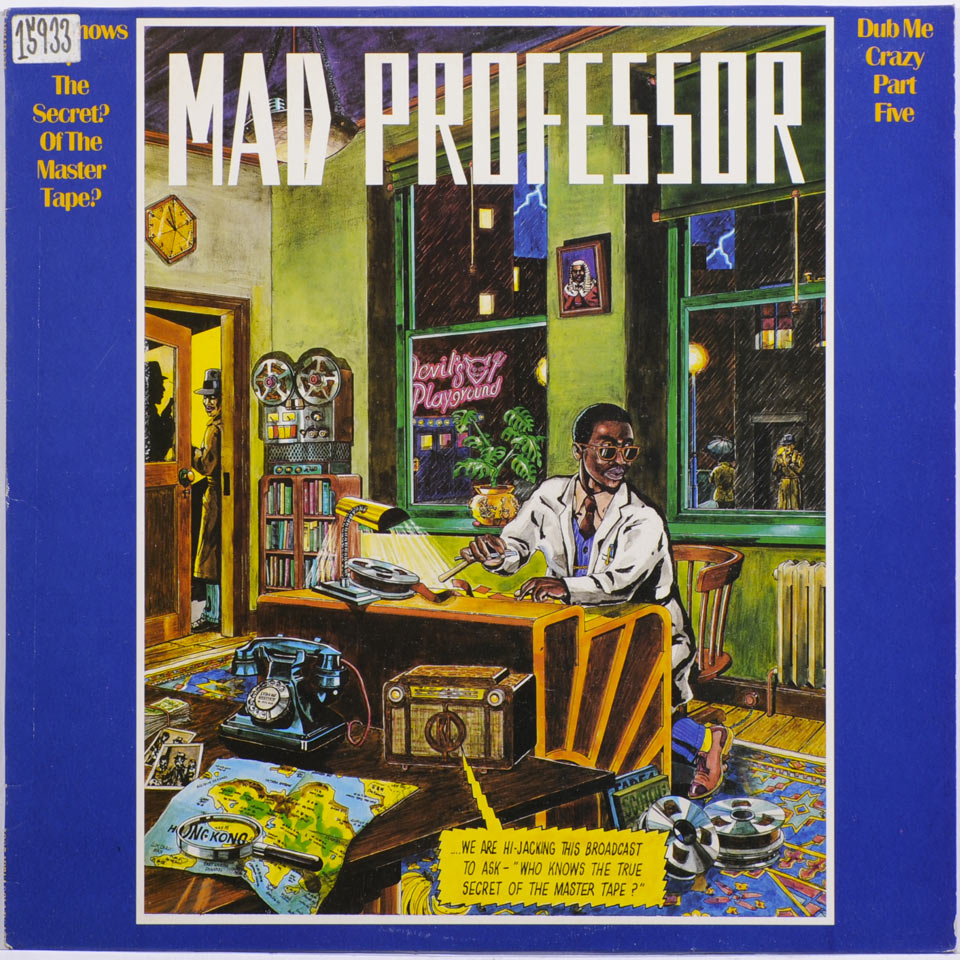 15933
nows
The
Secret?
Of The
Master
Tape?
MAD PROFESSOR
Dub Me
Crazy
Part
Five
Devil's
Playground
HONG KONG
....WE ARE HI-JACKING THIS BROADCAST
TO ASK - "WHO KNOWS THE TRUE
SECRET OF THE MASTER TAPE ?"